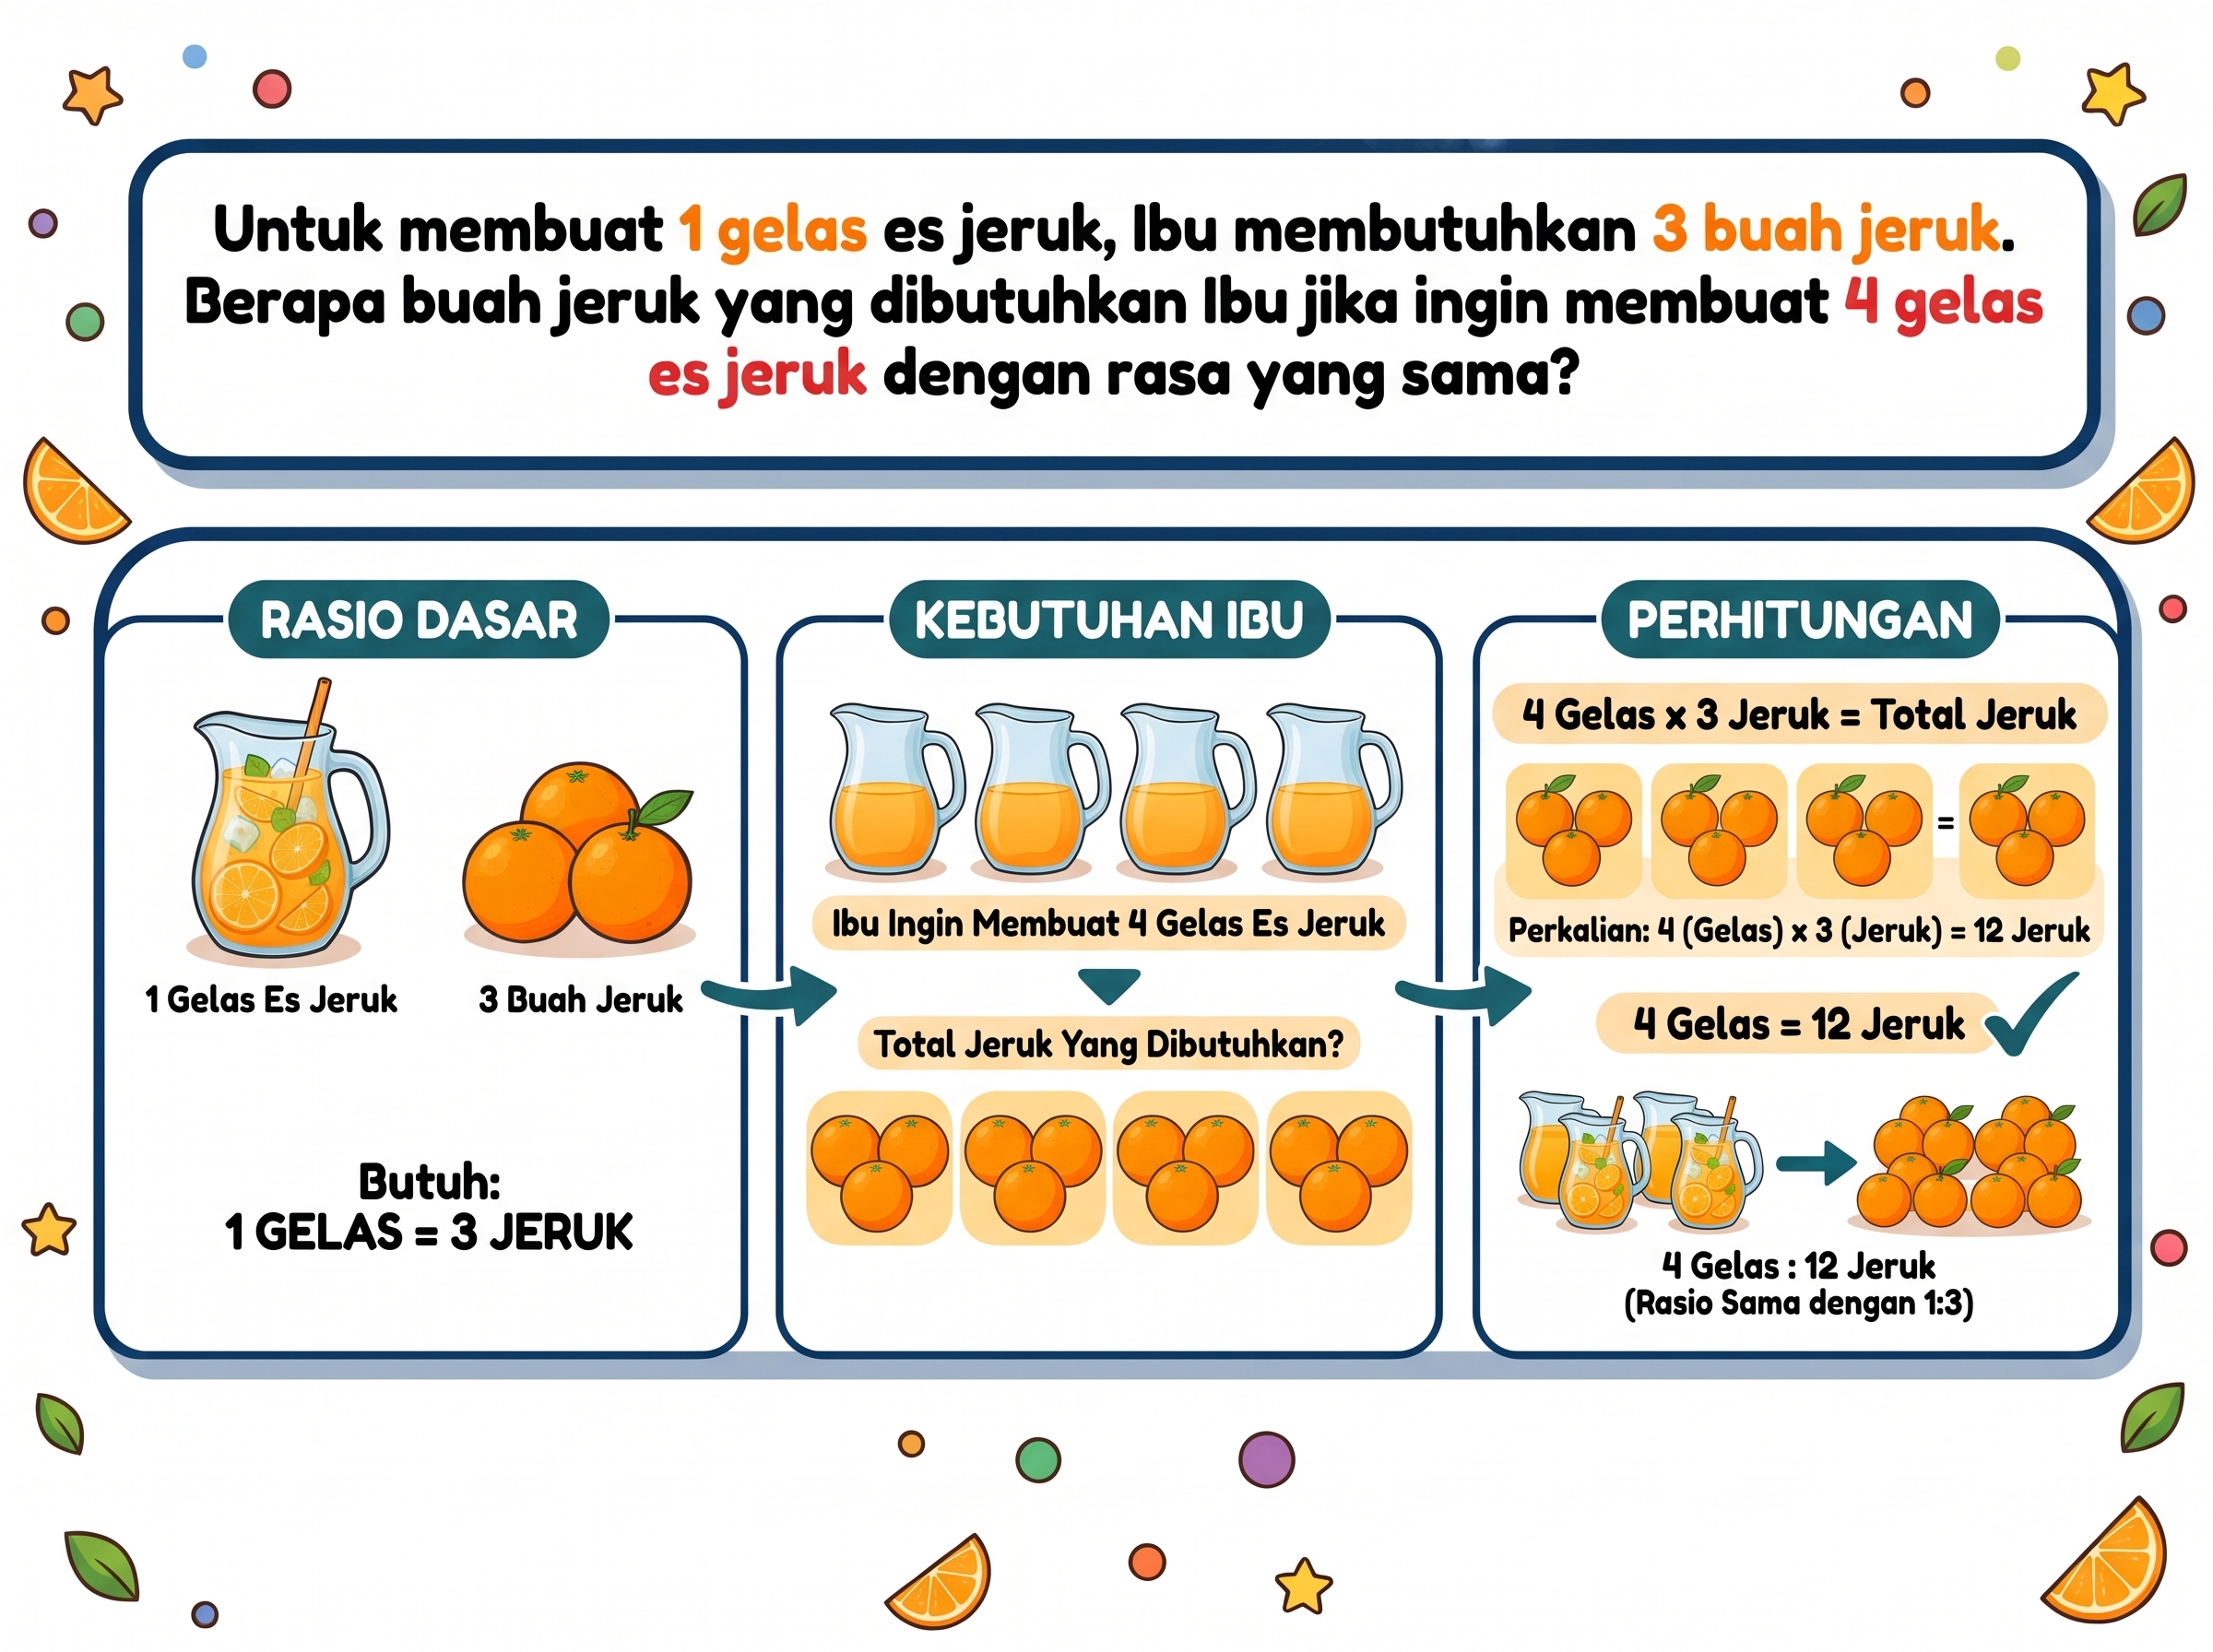 Untuk membuat 1 gelas es jeruk, Ibu membutuhkan 3 buah jeruk.
Berapa buah jeruk yang dibutuhkan Ibu jika ingin membuat 4 gelas
es jeruk dengan rasa yang sama?
RASIO DASAR
1 Gelas Es Jeruk
3 Buah Jeruk
Butuh:
1 GELAS = 3 JERUK
KEBUTUHAN IBU
Ibu Ingin Membuat 4 Gelas Es Jeruk
Total Jeruk Yang Dibutuhkan?
PERHITUNGAN
4 Gelas x 3 Jeruk = Total Jeruk
=
Perkalian: 4 (Gelas) x 3 (Jeruk) = 12 Jeruk
4 Gelas = 12 Jeruk
4 Gelas : 12 Jeruk
(Rasio Sama dengan 1:3)